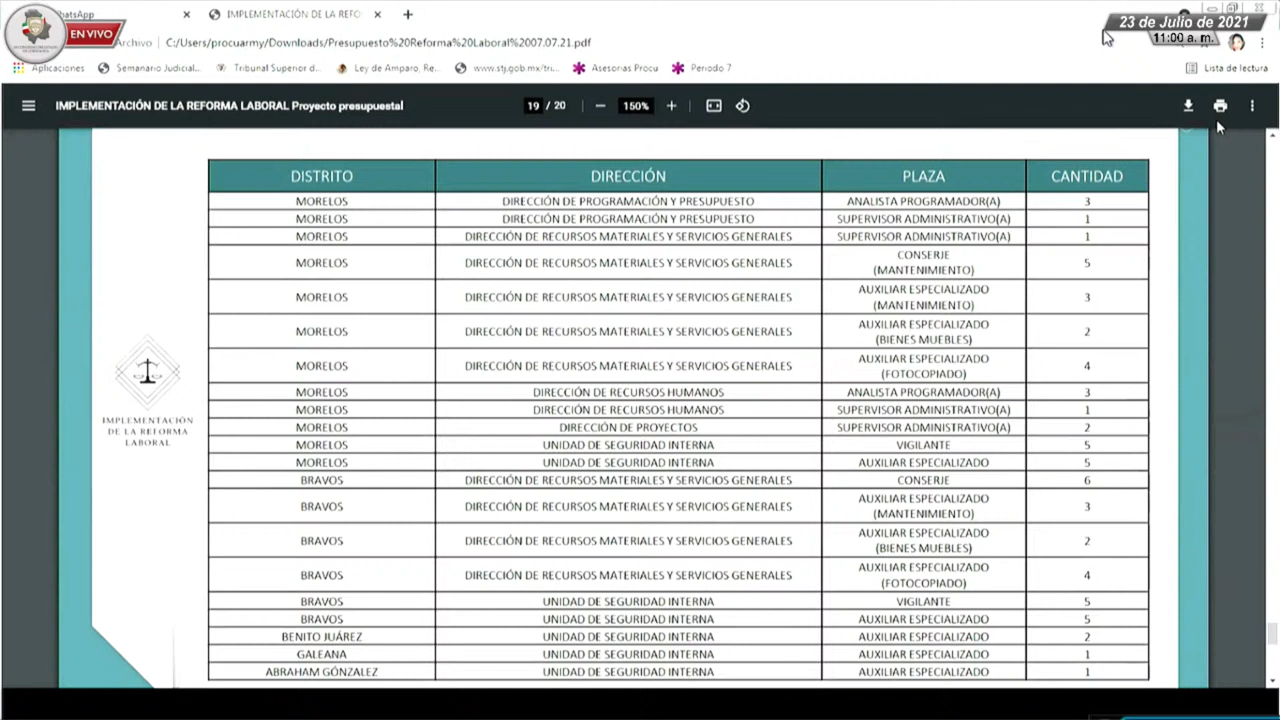 IMPLEMENTACIÓN DE LA REFO
23 de Julio de 2021
EN VIVO
11:00 a. m.
C:/Users/procuarmy/Downloads/Presupuesto%20Reforma%20Laboral%2007.07.21.pdf
Aplicaciones Semanario Judicial... Tribunal Superior d... Ley de Amparo, Re... www.stj.gob.mx/tri... Asesorias Procu Periodo 7 Lista de lectura
IMPLEMENTACIÓN DE LA REFORMA LABORAL Proyecto presupuestal 19 / 20 150%
DISTRITO DIRECCIÓN PLAZA CANTIDAD
MORELOS DIRECCIÓN DE PROGRAMACIÓN Y PRESUPUESTO ANALISTA PROGRAMADOR(A) 3
MORELOS DIRECCIÓN DE PROGRAMACIÓN Y PRESUPUESTO SUPERVISOR ADMINISTRATIVO(A) 1
MORELOS DIRECCIÓN DE RECURSOS MATERIALES Y SERVICIOS GENERALES SUPERVISOR ADMINISTRATIVO(A) 1
MORELOS DIRECCIÓN DE RECURSOS MATERIALES Y SERVICIOS GENERALES CONSERJE (MANTENIMIENTO) 5
MORELOS DIRECCIÓN DE RECURSOS MATERIALES Y SERVICIOS GENERALES AUXILIAR ESPECIALIZADO (MANTENIMIENTO) 3
MORELOS DIRECCIÓN DE RECURSOS MATERIALES Y SERVICIOS GENERALES AUXILIAR ESPECIALIZADO (BIENES MUEBLES) 2
MORELOS DIRECCIÓN DE RECURSOS MATERIALES Y SERVICIOS GENERALES AUXILIAR ESPECIALIZADO (FOTOCOPIADO) 4
MORELOS DIRECCIÓN DE RECURSOS HUMANOS ANALISTA PROGRAMADOR(A) 3
MORELOS DIRECCIÓN DE RECURSOS HUMANOS SUPERVISOR ADMINISTRATIVO(A) 1
MORELOS DIRECCIÓN DE PROYECTOS SUPERVISOR ADMINISTRATIVO(A) 2
MORELOS UNIDAD DE SEGURIDAD INTERNA VIGILANTE 5
MORELOS UNIDAD DE SEGURIDAD INTERNA AUXILIAR ESPECIALIZADO 5
BRAVOS DIRECCIÓN DE RECURSOS MATERIALES Y SERVICIOS GENERALES CONSERJE 6
BRAVOS DIRECCIÓN DE RECURSOS MATERIALES Y SERVICIOS GENERALES AUXILIAR ESPECIALIZADO (MANTENIMIENTO) 3
BRAVOS DIRECCIÓN DE RECURSOS MATERIALES Y SERVICIOS GENERALES AUXILIAR ESPECIALIZADO (BIENES MUEBLES) 2
BRAVOS DIRECCIÓN DE RECURSOS MATERIALES Y SERVICIOS GENERALES AUXILIAR ESPECIALIZADO (FOTOCOPIADO) 4
BRAVOS UNIDAD DE SEGURIDAD INTERNA VIGILANTE 5
BRAVOS UNIDAD DE SEGURIDAD INTERNA AUXILIAR ESPECIALIZADO 5
BENITO JUÁREZ UNIDAD DE SEGURIDAD INTERNA AUXILIAR ESPECIALIZADO 2
GALEANA UNIDAD DE SEGURIDAD INTERNA AUXILIAR ESPECIALIZADO 1
ABRAHAM GÓNZALEZ UNIDAD DE SEGURIDAD INTERNA AUXILIAR ESPECIALIZADO 1
IMPLEMENTACIÓN
DE LA REFORMA
LABORAL